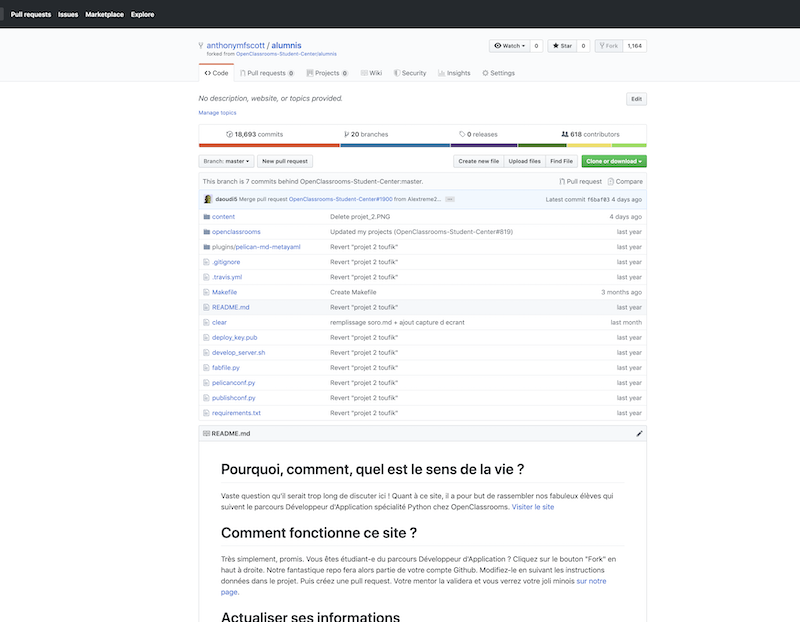 Pull requests Issues Marketplace Explore
anthonymfscott / alumnis
forked from OpenClassrooms-Student-Center/alumnis
Watch 0 Star 0 Fork 1,164
Code Pull requests 0 Projects 0 Wiki Security Insights Settings
No description, website, or topics provided. Edit
Manage topics
18,693 commits 20 branches 0 releases 618 contributors
Branch: master New pull request Create new file Upload files Find File Clone or download
This branch is 7 commits behind OpenClassrooms-Student-Center:master. Pull request Compare
daoudi5 Merge pull request OpenClassrooms-Student-Center#1900 from Alextreme2... Latest commit f6baf03 4 days ago
content Delete projet_2.PNG 4 days ago
openclassrooms Updated my projects (OpenClassrooms-Student-Center#819) last year
plugins/pelican-md-metayaml Revert "projet 2 toufik" last year
.gitignore Revert "projet 2 toufik" last year
.travis.yml Revert "projet 2 toufik" last year
Makefile Create Makefile 3 months ago
README.md Revert "projet 2 toufik" last year
clear remplissage soro.md + ajout capture d ecrant last month
deploy_key.pub Revert "projet 2 toufik" last year
develop_server.sh Revert "projet 2 toufik" last year
fabfile.py Revert "projet 2 toufik" last year
pelicanconf.py Revert "projet 2 toufik" last year
publishconf.py Revert "projet 2 toufik" last year
requirements.txt Revert "projet 2 toufik" last year
README.md
Pourquoi, comment, quel est le sens de la vie ?
Vaste question qu'il serait trop long de discuter ici ! Quant à ce site, il a pour but de rassembler nos fabuleux élèves qui
suivent le parcours Développeur d'Application spécialité Python chez OpenClassrooms. Visiter le site
Comment fonctionne ce site ?
Très simplement, promis. Vous êtes étudiant-e du parcours Développeur d'Application ? Cliquez sur le bouton "Fork" en
haut à droite. Notre fantastique repo fera alors partie de votre compte Github. Modifiez-le en suivant les instructions
données dans le projet. Puis créez une pull request. Votre mentor la validera et vous verrez votre joli minois sur notre
page.
Actualiser ses informations